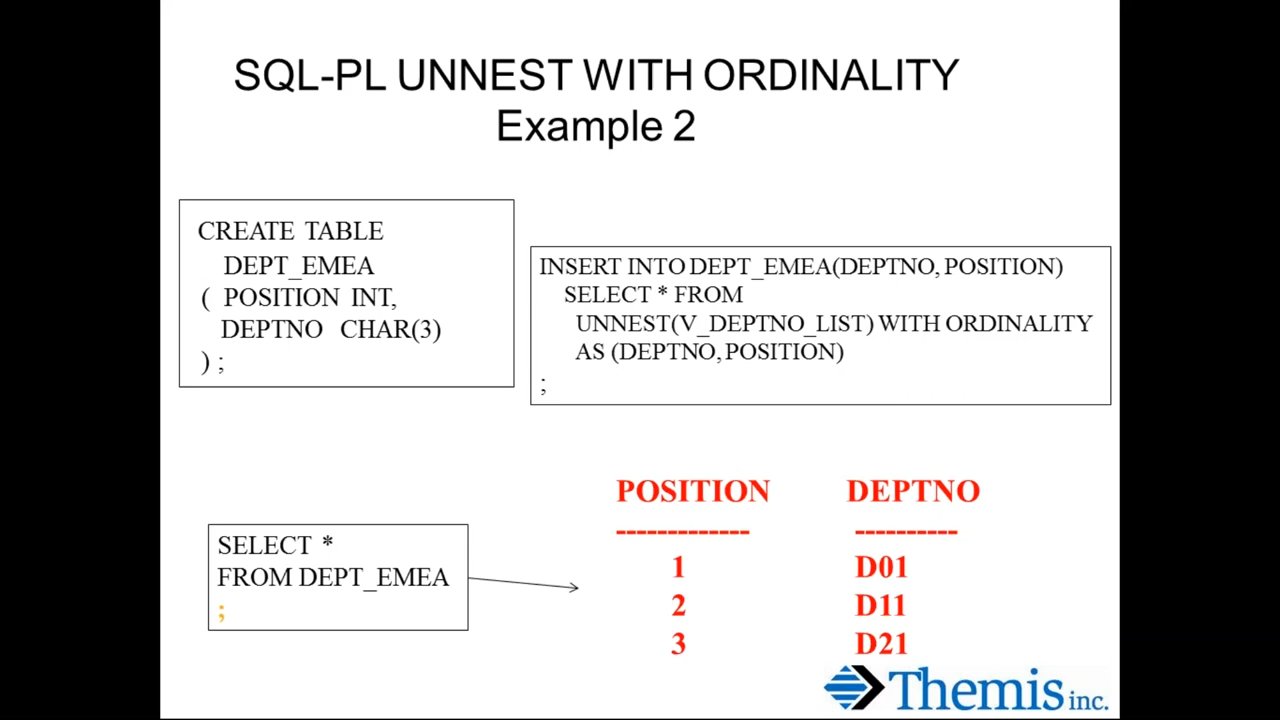 SQL-PL UNNEST WITH ORDINALITY
Example 2
CREATE TABLE
DEPT_EMEA
( POSITION INT,
DEPTNO CHAR(3)
) ;
INSERT INTO DEPT_EMEA(DEPTNO, POSITION)
SELECT * FROM
UNNEST(V_DEPTNO_LIST) WITH ORDINALITY
AS (DEPTNO, POSITION)
;
SELECT *
FROM DEPT_EMEA
;
POSITION DEPTNO
------------- ----------
1 D01
2 D11
3 D21
Themis inc.